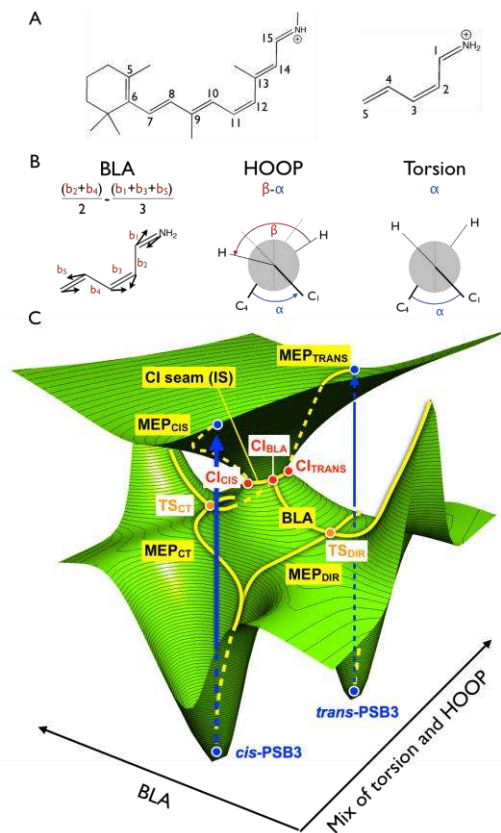 A
15
NH
+
5
8
10
13
14
6
7
9
11
12
1
NH2
+
4
5
3
2
B
BLA
HOOP
Torsion
(b2+b4) - (b1+b3+b5)
2 3
β-α
α
b1
NH2
b5
b3
b2
b4
β
H
H
C4
C1
α
H
H
C4
C1
α
C
MEPTRANS
CI seam (IS)
MEPCIS
CIBLA
CICIS
CITRANS
TSCT
BLA
TSDIR
MEPCT
MEPDIR
trans-PSB3
cis-PSB3
BLA
Mix of torsion and HOOP